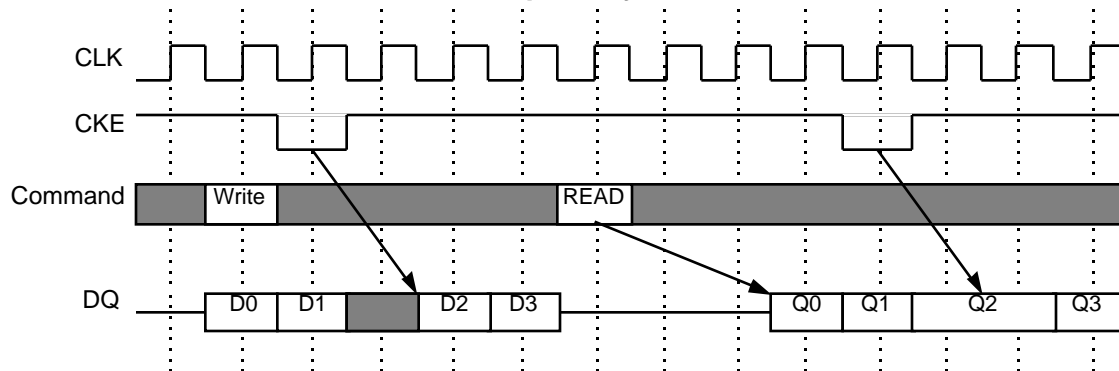 CLK
CKE
Command Write READ
DQ D0 D1 D2 D3 Q0 Q1 Q2 Q3